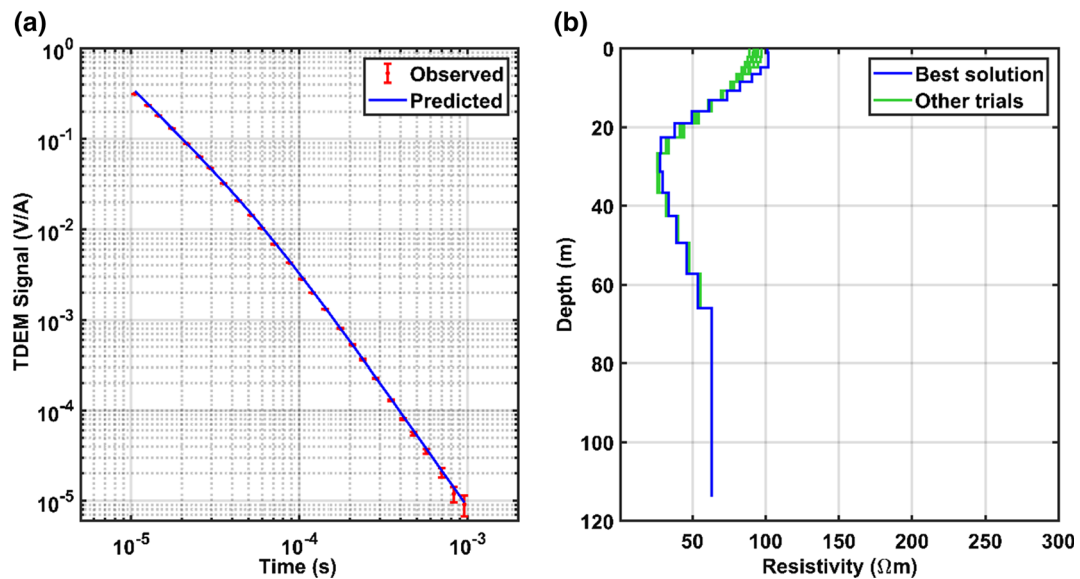 (a)
10⁰
10⁻¹
10⁻²
10⁻³
10⁻⁴
10⁻⁵
TDEM Signal (V/A)
Observed
Predicted
10⁻⁵ 10⁻⁴ 10⁻³
Time (s)
(b)
0
20
40
60
80
100
120
Depth (m)
Best solution
Other trials
50 100 150 200 250 300
Resistivity (Ωm)